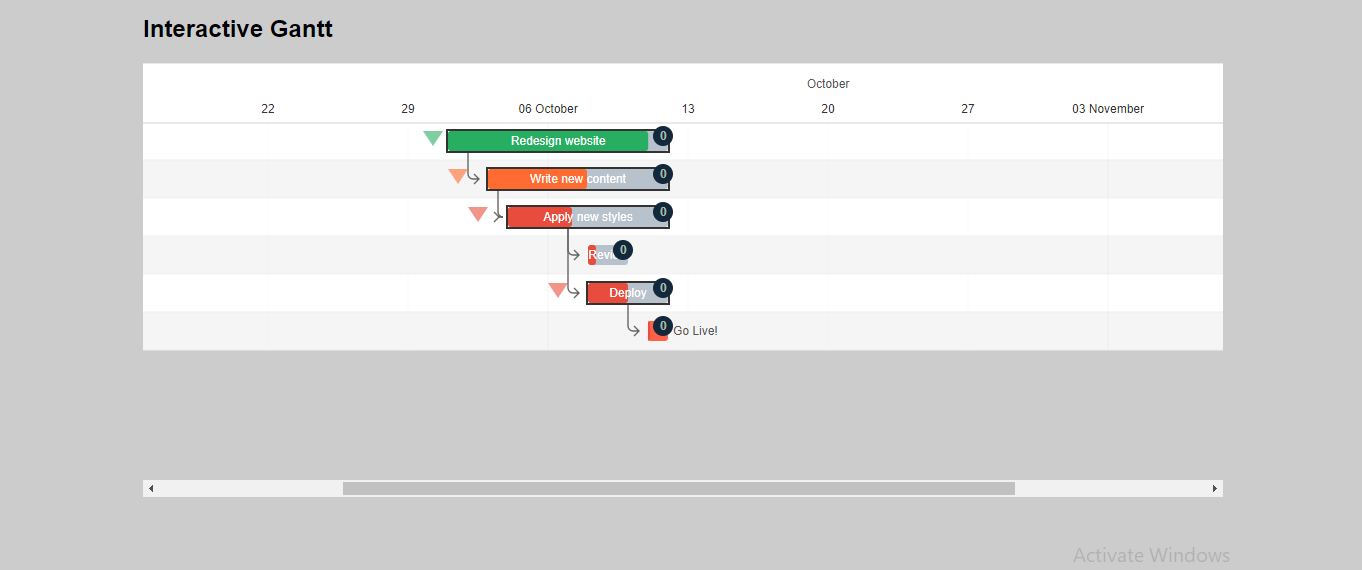 Interactive Gantt
October
22 29 06 October 13 20 27 03 November
Redesign website 0
Write new content 0
Apply new styles 0
0
Deploy 0
0 Go Live!
Activate Windows